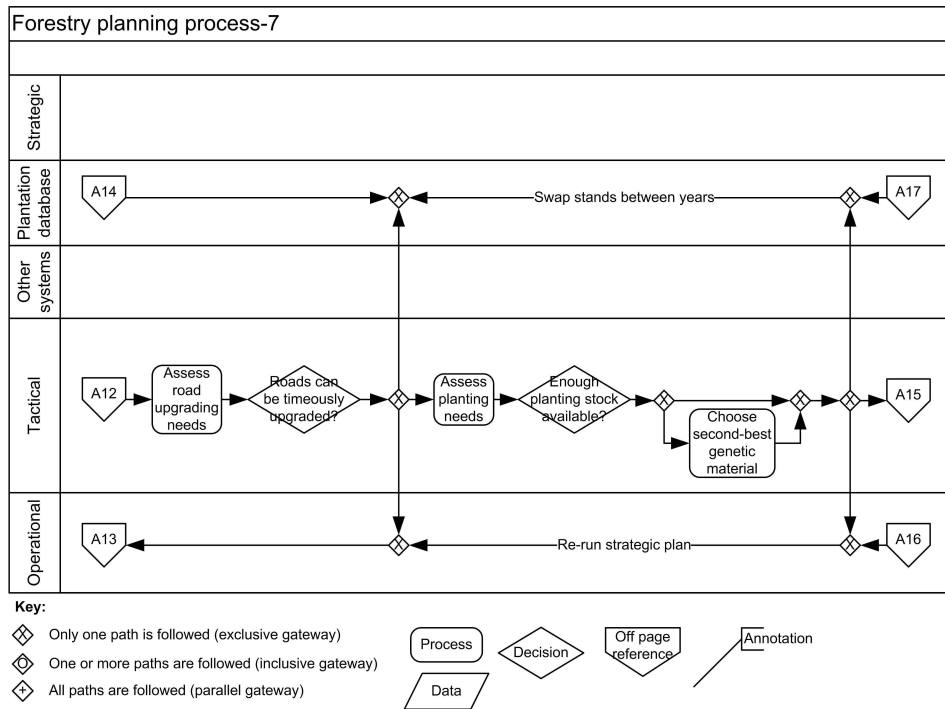 Forestry planning process-7
Strategic
Plantation
database
A14
Swap stands between years
A17
Other
systems
Tactical
A12
Assess
road
upgrading
needs
Roads can
be timeously
upgraded?
Assess
planting
needs
Enough
planting stock
available?
Choose
second-best
genetic
material
A15
Operational
A13
Re-run strategic plan
A16
Key:
X Only one path is followed (exclusive gateway)
O One or more paths are followed (inclusive gateway)
+ All paths are followed (parallel gateway)
Process
Data
Decision
Off page
reference
Annotation